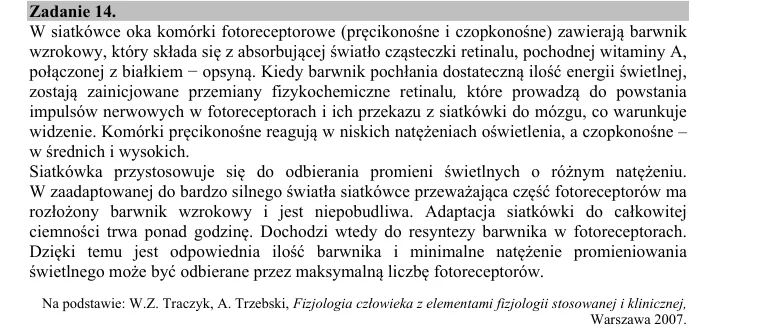 Zadanie 14.
W siatkówce oka komórki fotoreceptorowe (pręcikonośne i czopkonośne) zawierają barwnik
wzrokowy, który składa się z absorbującej światło cząsteczki retinalu, pochodnej witaminy A,
połączonej z białkiem − opsyną. Kiedy barwnik pochłania dostateczną ilość energii świetlnej,
zostają zainicjowane przemiany fizykochemiczne retinalu, które prowadzą do powstania
impulsów nerwowych w fotoreceptorach i ich przekazu z siatkówki do mózgu, co warunkuje
widzenie. Komórki pręcikonośne reagują w niskich natężeniach oświetlenia, a czopkonośne –
w średnich i wysokich.
Siatkówka przystosowuje się do odbierania promieni świetlnych o różnym natężeniu.
W zaadaptowanej do bardzo silnego światła siatkówce przeważająca część fotoreceptorów ma
rozłożony barwnik wzrokowy i jest niepobudliwa. Adaptacja siatkówki do całkowitej
ciemności trwa ponad godzinę. Dochodzi wtedy do resyntezy barwnika w fotoreceptorach.
Dzięki temu jest odpowiednia ilość barwnika i minimalne natężenie promieniowania
świetlnego może być odbierane przez maksymalną liczbę fotoreceptorów.
Na podstawie: W.Z. Traczyk, A. Trzebski, Fizjologia człowieka z elementami fizjologii stosowanej i klinicznej,
Warszawa 2007.